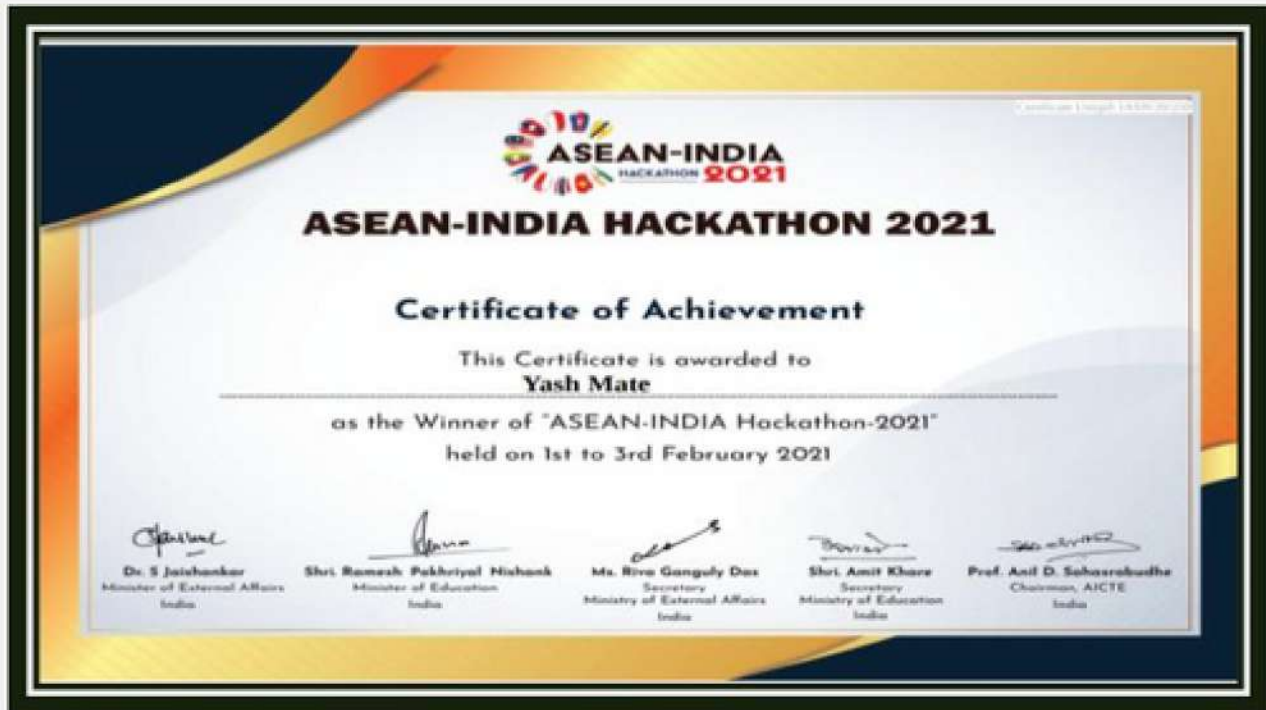 ASEAN-INDIA
HACKATHON 2021
ASEAN-INDIA HACKATHON 2021
Certificate of Achievement
This Certificate is awarded to
Yash Mate
as the Winner of "ASEAN-INDIA Hackathon-2021"
held on 1st to 3rd February 2021
Dr. S Jaishankar
Minister of External Affairs
India
Shri. Ramesh Pokhriyal Nishank
Minister of Education
India
Ms. Riva Ganguly Das
Secretary
Ministry of External Affairs
India
Shri. Amit Khare
Secretary
Ministry of Education
India
Prof. Anil D. Sahasrabudhe
Chairman, AICTE
India